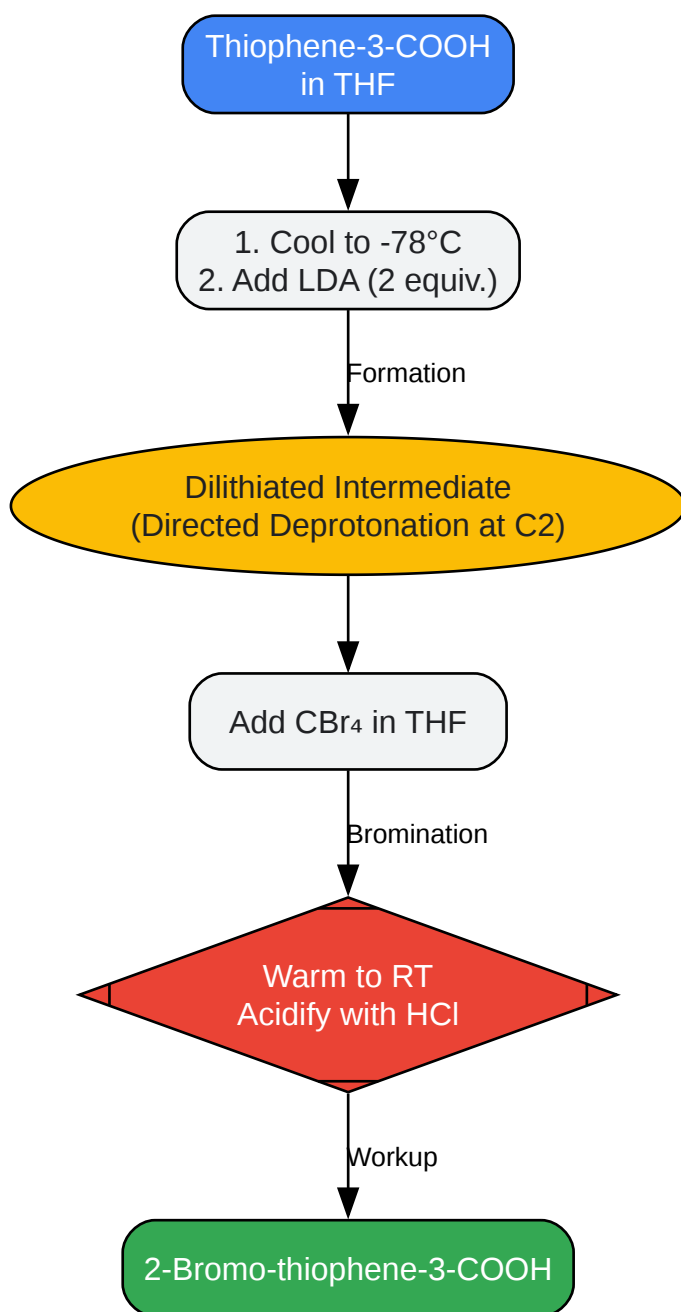 Thiophene-3-COOH
in THF
1. Cool to -78°C
2. Add LDA (2 equiv.)
Formation
Dilithiated Intermediate
(Directed Deprotonation at C2)
Add CBr₄ in THF
Bromination
Warm to RT
Acidify with HCl
Workup
2-Bromo-thiophene-3-COOH